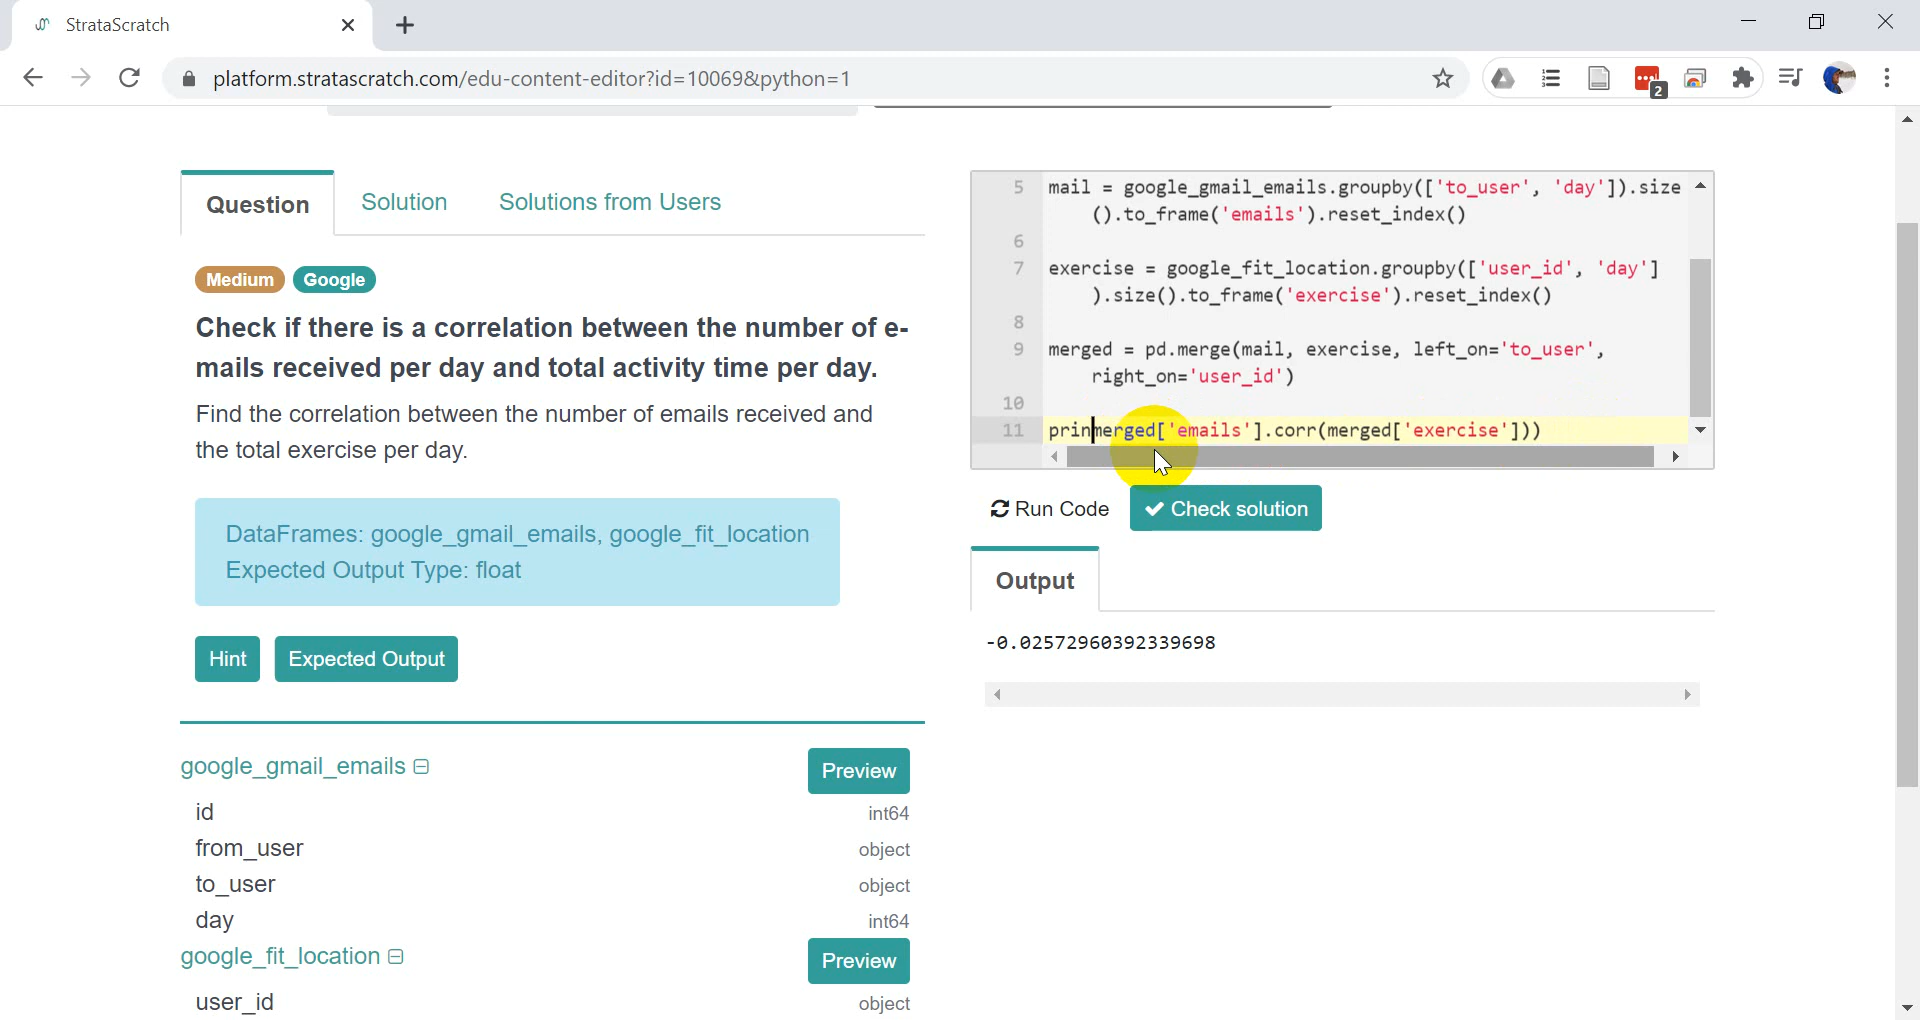 StrataScratch
platform.stratascratch.com/edu-content-editor?id=10069&python=1
2
Question
Solution
Solutions from Users
Medium
Google
Check if there is a correlation between the number of e-
mails received per day and total activity time per day.
Find the correlation between the number of emails received and
the total exercise per day.
DataFrames: google_gmail_emails, google_fit_location
Expected Output Type: float
Hint
Expected Output
google_gmail_emails
Preview
id int64
from_user object
to_user object
day int64
google_fit_location
Preview
user_id object
5 mail = google_gmail_emails.groupby(['to_user', 'day']).size
().to_frame('emails').reset_index()
6
7 exercise = google_fit_location.groupby(['user_id', 'day']
).size().to_frame('exercise').reset_index()
8
9 merged = pd.merge(mail, exercise, left_on='to_user',
right_on='user_id')
10
11 prinmerged['emails'].corr(merged['exercise']))
Run Code
Check solution
Output
-0.02572960392339698